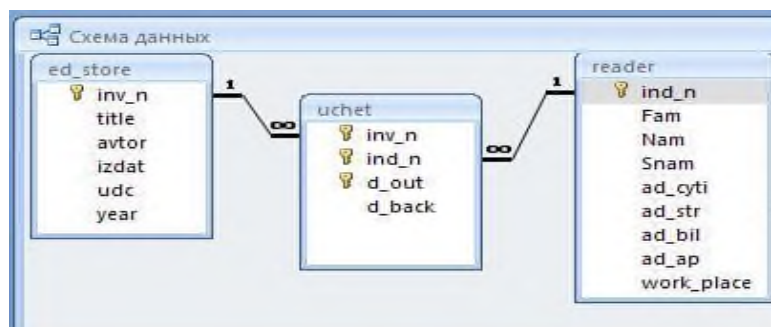 Схема данных
ed_store
inv_n
title
avtor
izdat
udc
year
1
∞
uchet
inv_n
ind_n
d_out
d_back
1
∞
reader
ind_n
Fam
Nam
Snam
ad_cyti
ad_str
ad_bil
ad_ap
work_place